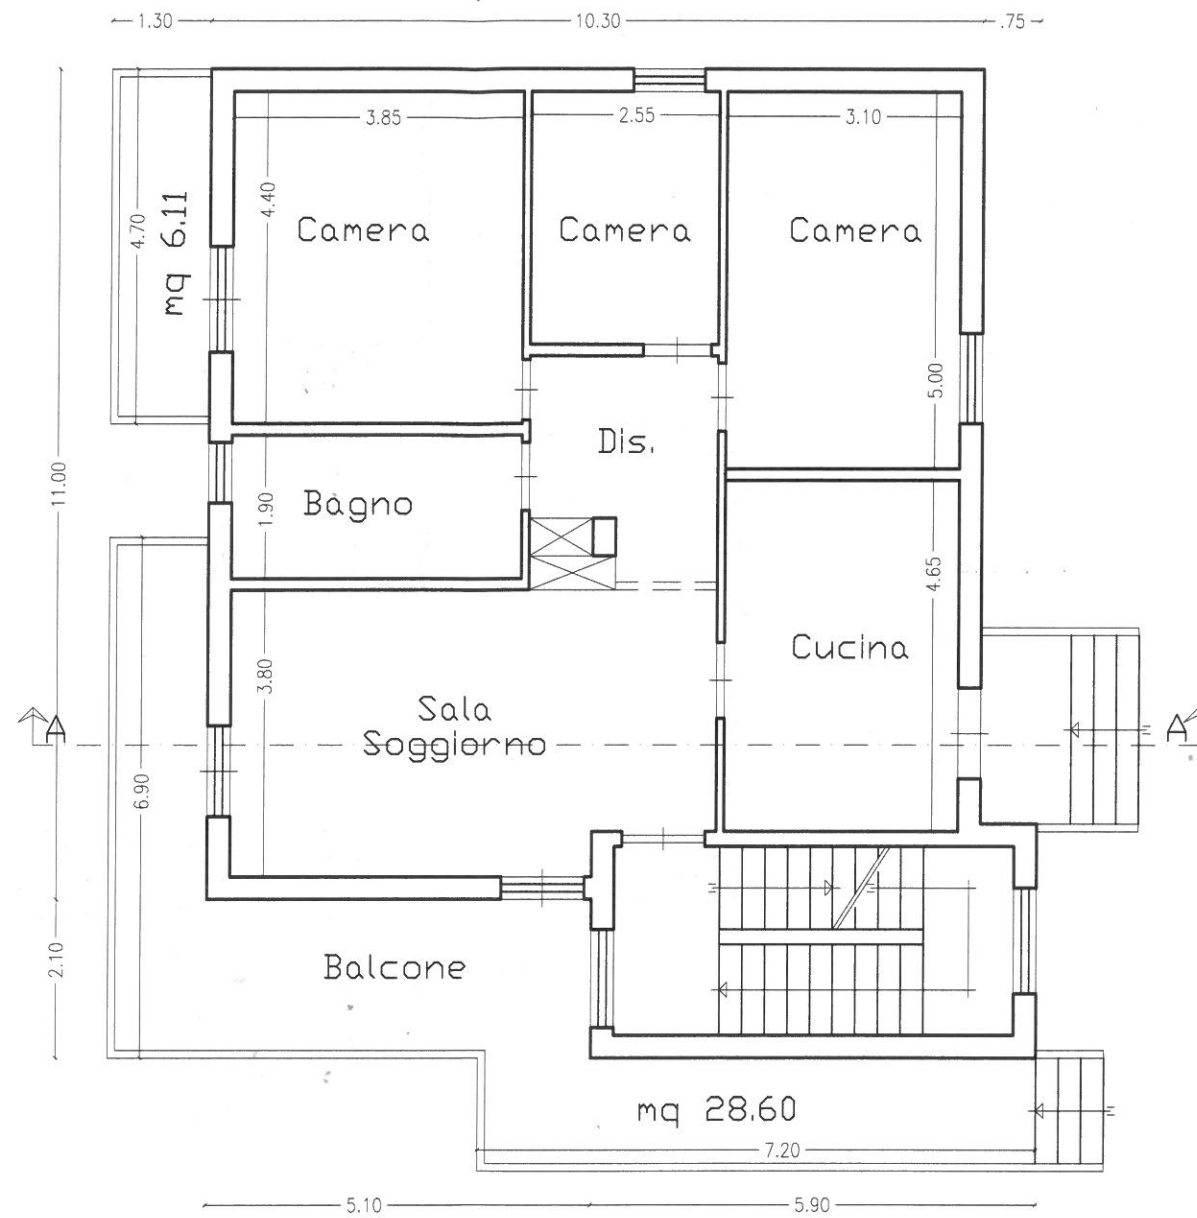 1.30 10.30 .75
3.85 2.55 3.10
4.40
4.70
mq 6.11
Camera Camera Camera
5.00
Dis.
11.00
Bagno
1.90
4.65
Cucina
3.80
Sala
Soggiorno
A A
6.90
2.10
Balcone
mq 28.60
7.20
5.10 5.90